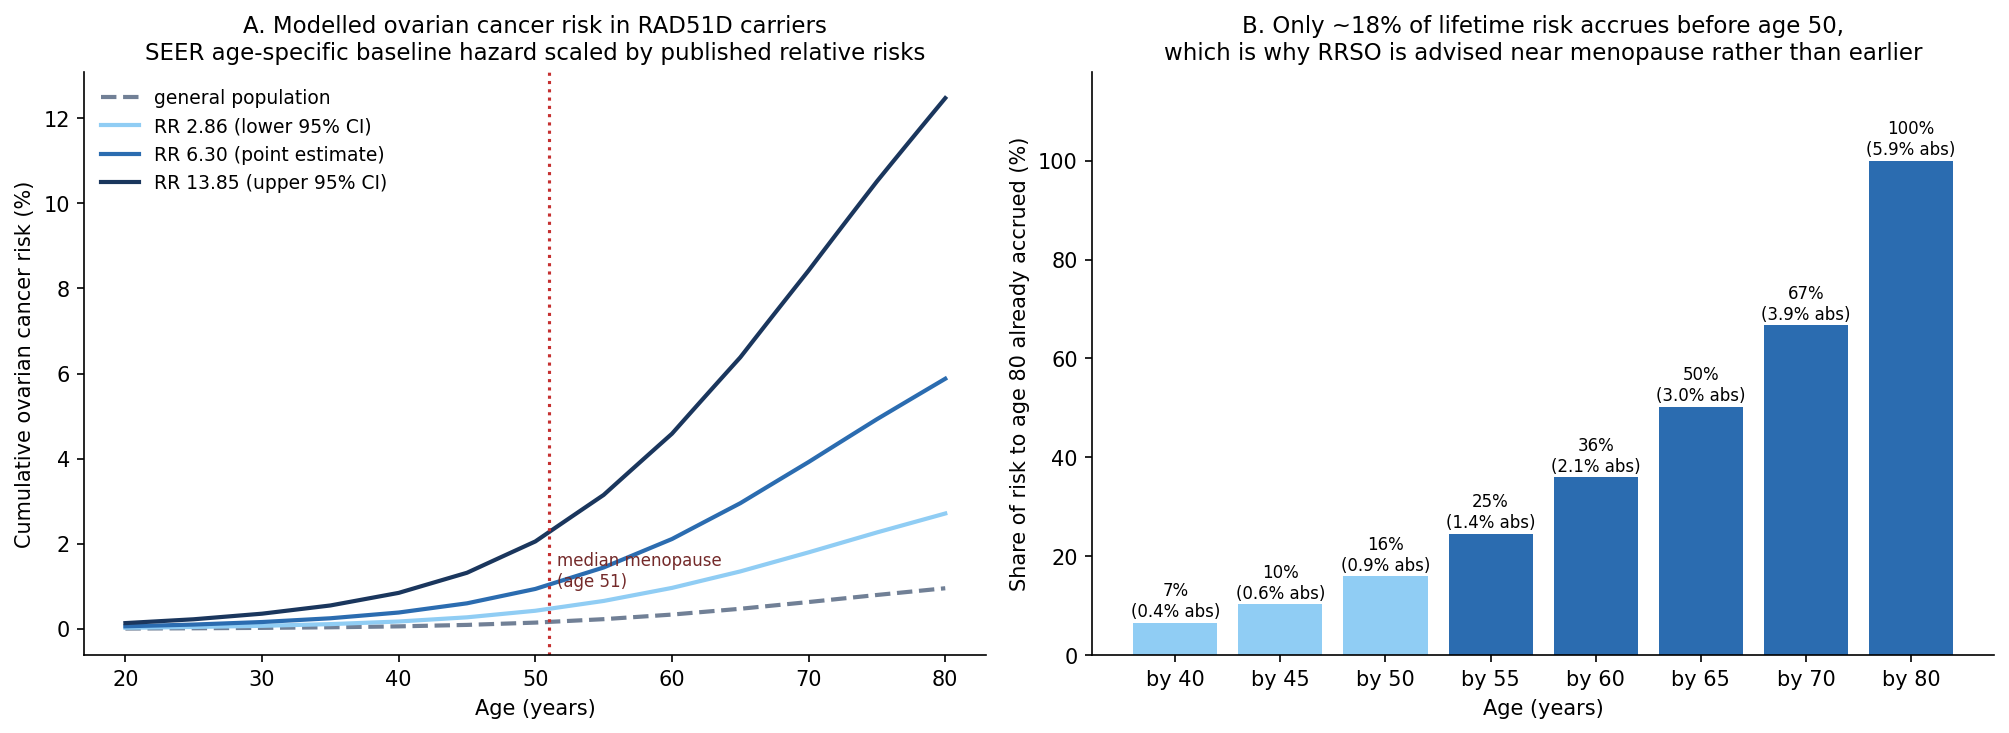 A. Modelled ovarian cancer risk in RAD51D carriers
SEER age-specific baseline hazard scaled by published relative risks
general population
RR 2.86 (lower 95% CI)
RR 6.30 (point estimate)
RR 13.85 (upper 95% CI)
Cumulative ovarian cancer risk (%)
12
10
8
6
4
2
0
median menopause
(age 51)
20
30
40
50
60
70
80
Age (years)
B. Only ~18% of lifetime risk accrues before age 50,
which is why RRSO is advised near menopause rather than earlier
Share of risk to age 80 already accrued (%)
100
80
60
40
20
0
7%
(0.4% abs)
10%
(0.6% abs)
16%
(0.9% abs)
25%
(1.4% abs)
36%
(2.1% abs)
50%
(3.0% abs)
67%
(3.9% abs)
100%
(5.9% abs)
by 40
by 45
by 50
by 55
by 60
by 65
by 70
by 80
Age (years)